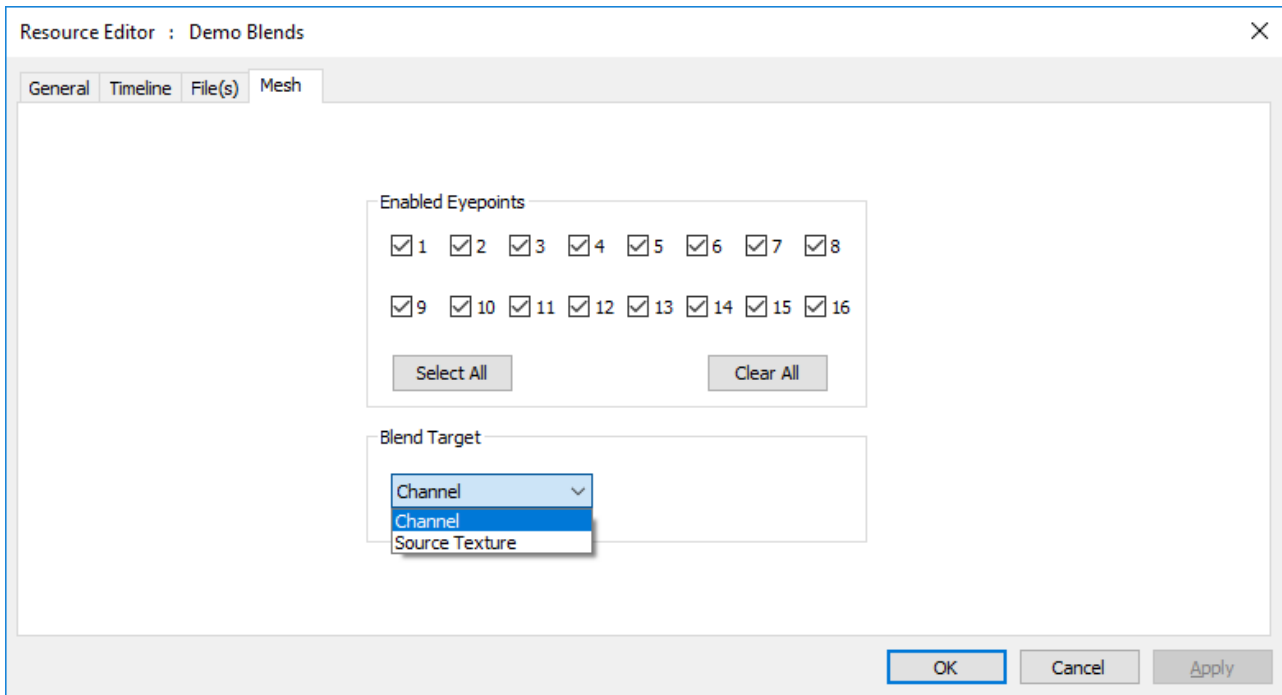 Resource Editor : Demo Blends
General Timeline File(s) Mesh
Enabled Eyepoints
1 2 3 4 5 6 7 8
9 10 11 12 13 14 15 16
Select All Clear All
Blend Target
Channel
Channel
Source Texture
OK Cancel Apply